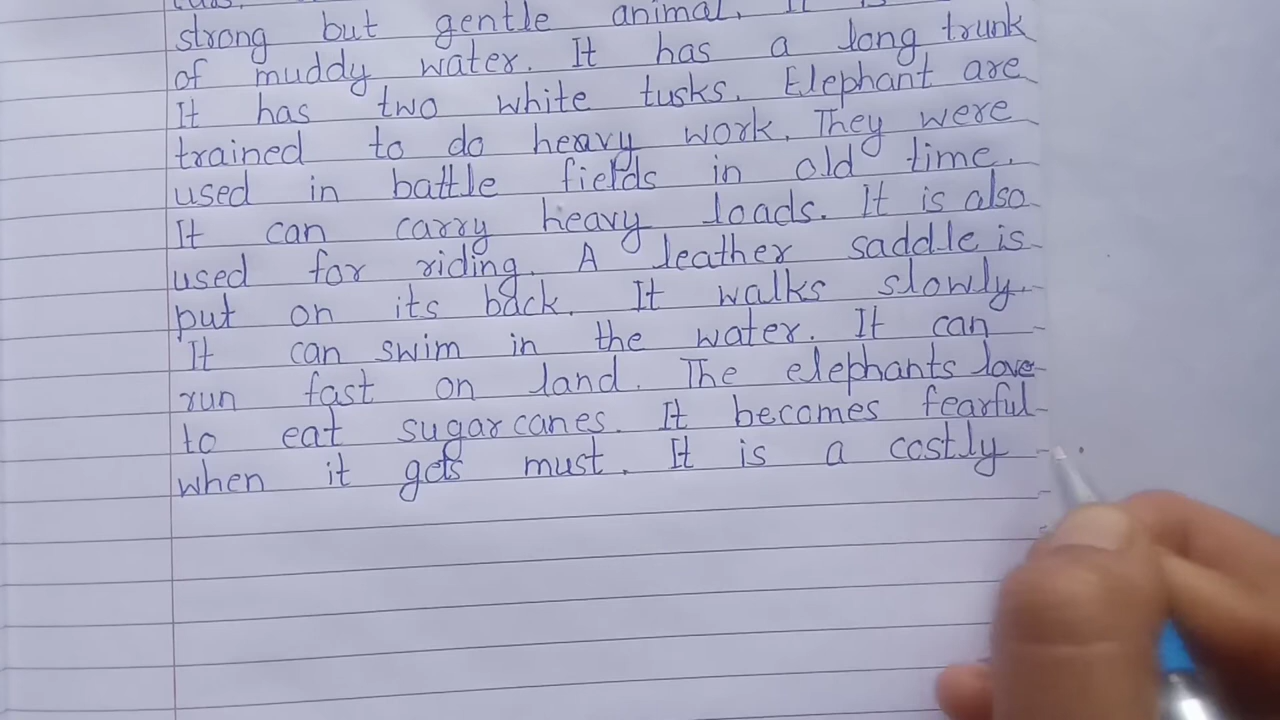 strong but gentle animal. It is
of muddy water. It has a long trunk
It has two white tusks. Elephant are
trained to do heavy work. They were
used in battle fields in old time.
It can carry heavy loads. It is also
used for riding. A leather saddle is
put on its back. It walks slowly.
It can swim in the water. It can
run fast on land. The elephants love
to eat sugarcanes. It becomes fearful
when it gets must. It is a costly